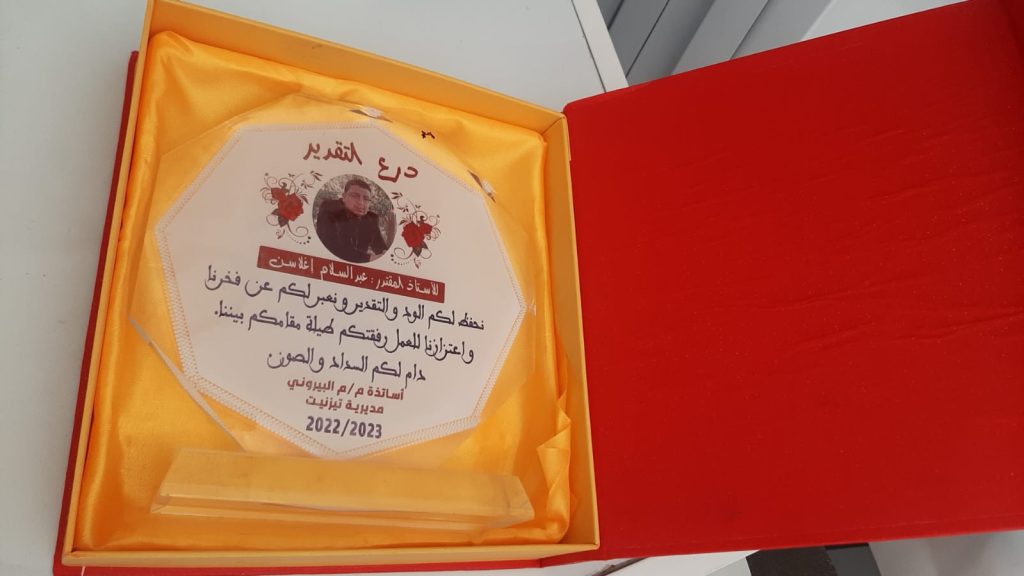 درع التقدير
للأستاذ المقتدر: عبد السلام إغلاسن
نحفظ لكم الود والتقدير ونعبر لكم عن فخرنا
واعتزازنا للعمل رفقتكم طيلة مقامكم بيننا.
دام لكم السداد والصون
أساتذة م/م البيروني
مديرية تيزنيت
2022/2023